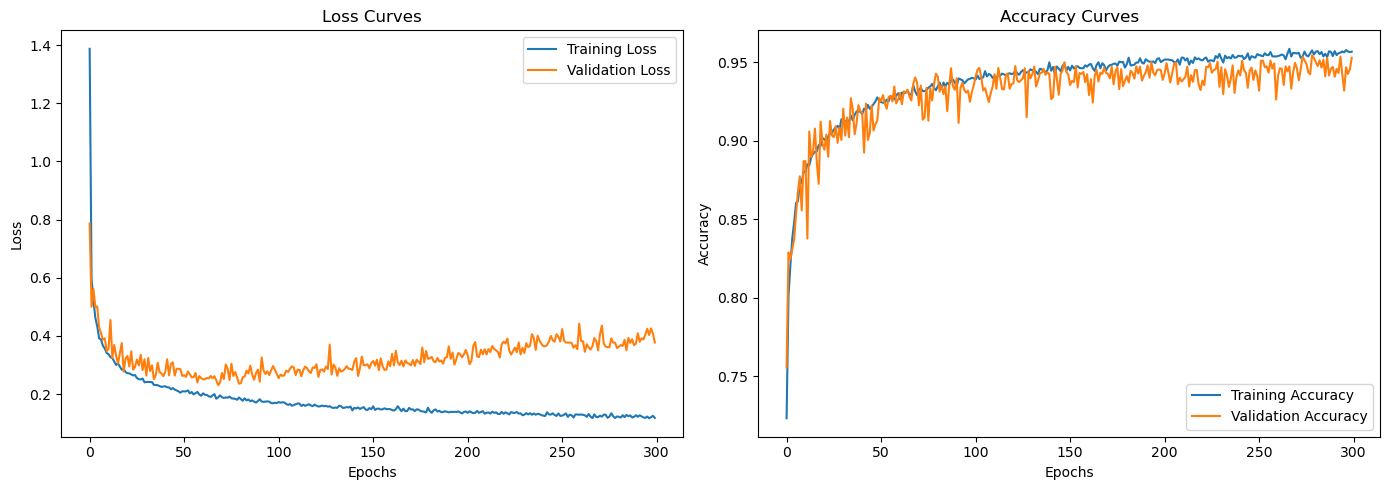 Loss Curves
1.4
1.2
1.0
0.8
0.6
0.4
0.2
Loss
0
50
100
150
200
250
300
Epochs
Training Loss
Validation Loss
Accuracy Curves
0.95
0.90
0.85
0.80
0.75
Accuracy
0
50
100
150
200
250
300
Epochs
Training Accuracy
Validation Accuracy